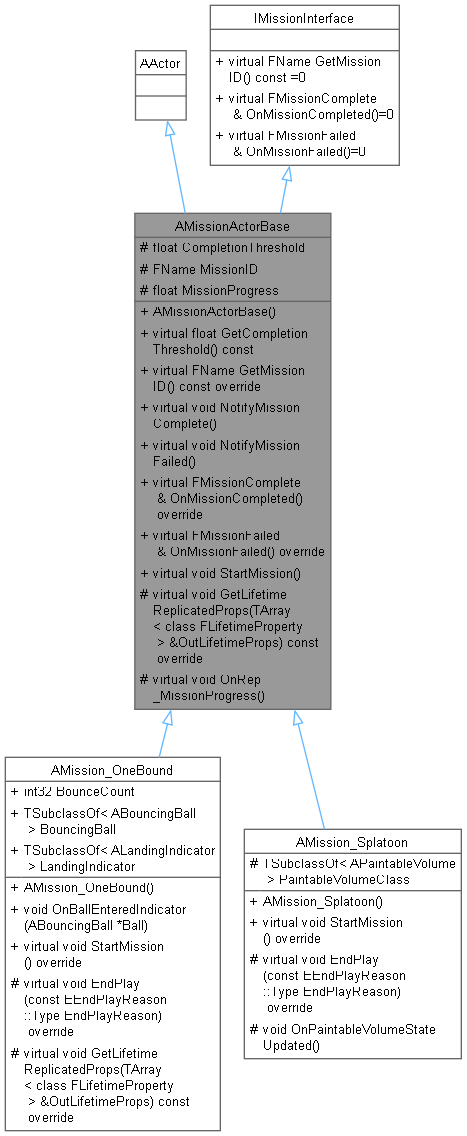 IMissionInterface
+ virtual FName GetMission
ID() const =0
+ virtual FMissionComplete
& OnMissionCompleted()=0
+ virtual FMissionFailed
& OnMissionFailed()=0
AActor
AMissionActorBase
# float CompletionThreshold
# FName MissionID
# float MissionProgress
+ AMissionActorBase()
+ virtual float GetCompletion
Threshold() const
+ virtual FName GetMission
ID() const override
+ virtual void NotifyMission
Complete()
+ virtual void NotifyMission
Failed()
+ virtual FMissionComplete
& OnMissionCompleted()
override
+ virtual FMissionFailed
& OnMissionFailed() override
+ virtual void StartMission()
# virtual void GetLifetime
ReplicatedProps(TArray
< class FLifetimeProperty
> &OutLifetimeProps) const
override
# virtual void OnRep
_MissionProgress()
AMission_OneBound
+ int32 BounceCount
+ TSubclassOf< ABouncingBall
> BouncingBall
+ TSubclassOf< ALandingIndicator
> LandingIndicator
+ AMission_OneBound()
+ void OnBallEnteredIndicator
(ABouncingBall *Ball)
+ virtual void StartMission
() override
# virtual void EndPlay
(const EEndPlayReason
::Type EndPlayReason)
override
# virtual void GetLifetime
ReplicatedProps(TArray
< class FLifetimeProperty
> &OutLifetimeProps) const
override
AMission_Splatoon
# TSubclassOf< APaintableVolume
> PaintableVolumeClass
+ AMission_Splatoon()
+ virtual void StartMission
() override
# virtual void EndPlay
(const EEndPlayReason
::Type EndPlayReason)
override
# void OnPaintableVolumeState
Updated()